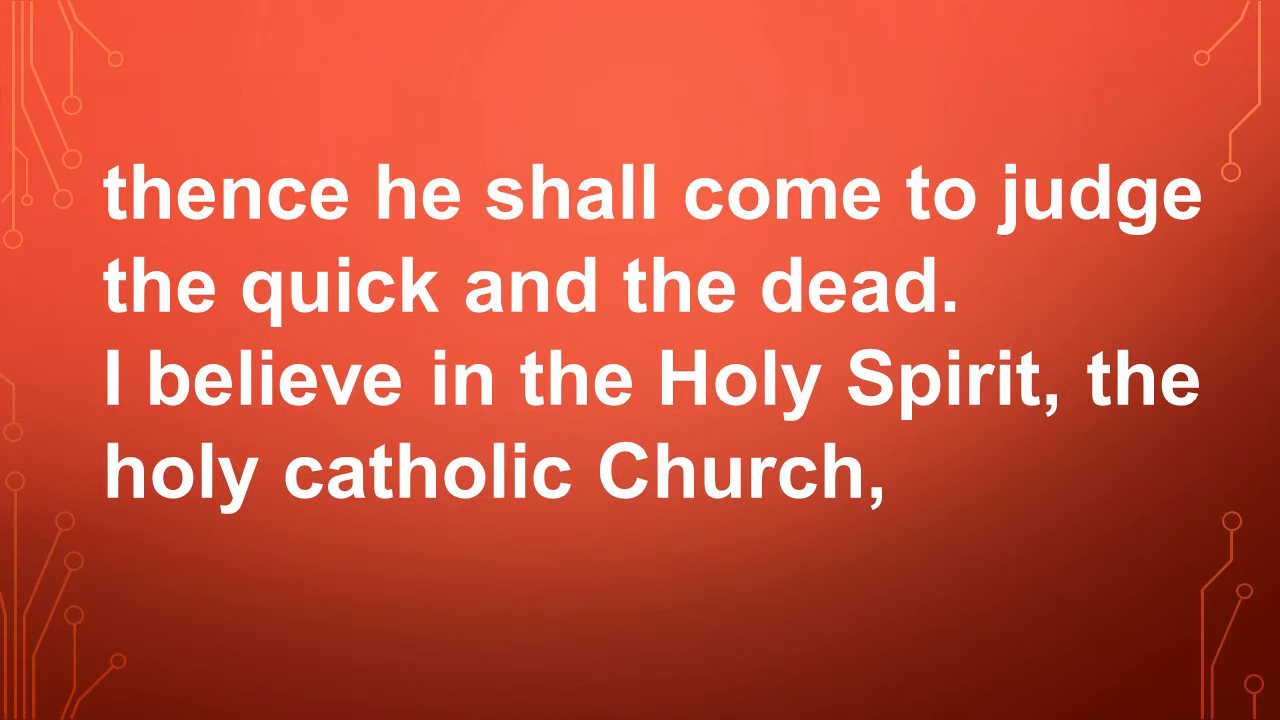 thence he shall come to judge
the quick and the dead.
I believe in the Holy Spirit, the
holy catholic Church,